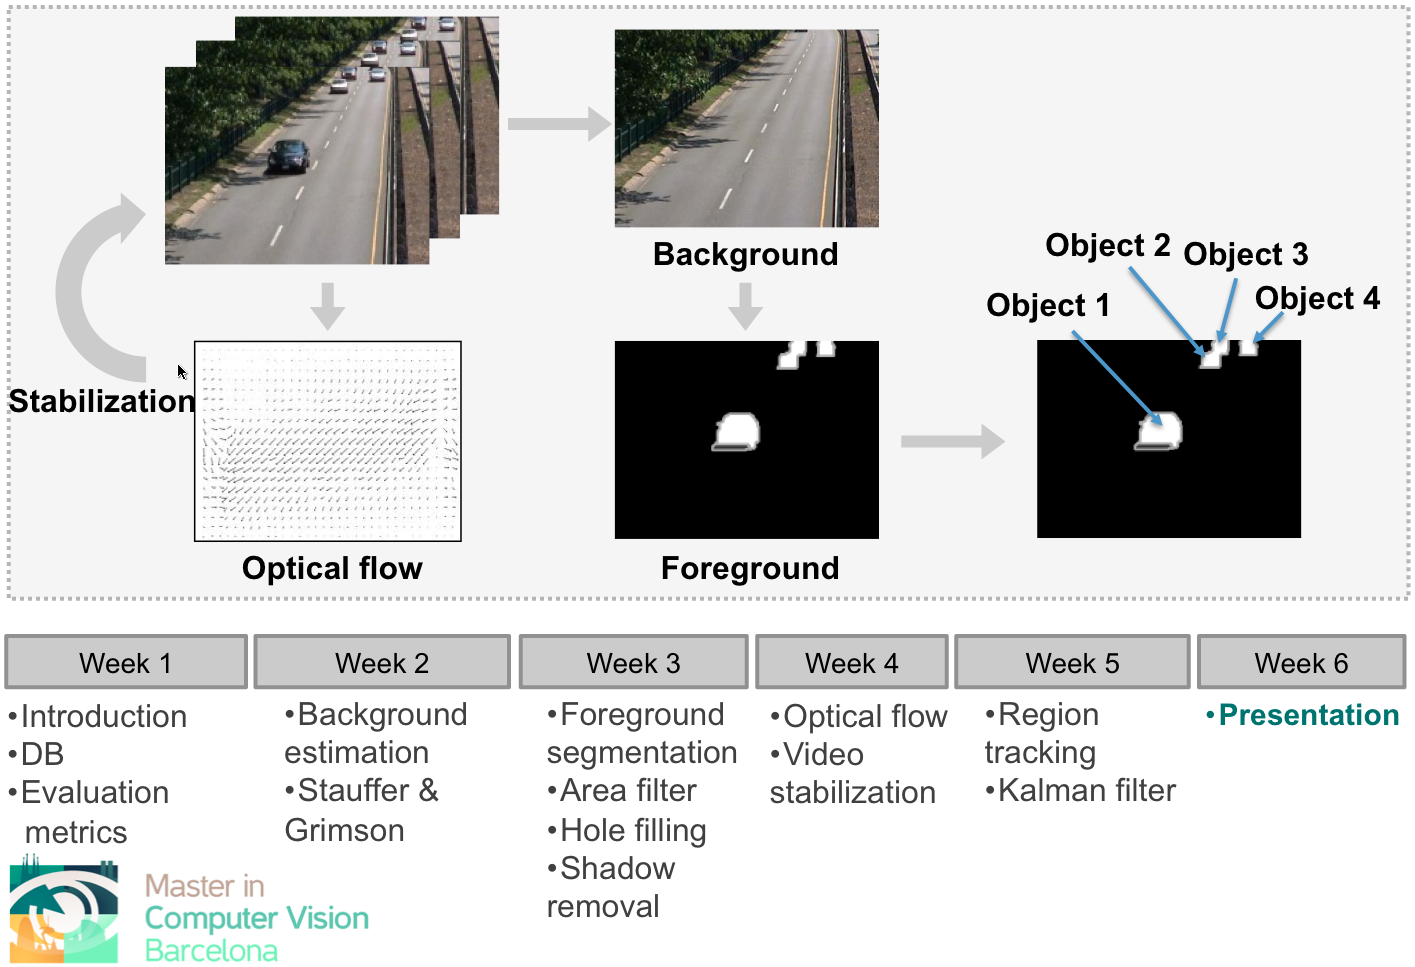 Background
Object 2
Object 3
Object 4
Object 1
Stabilization
Optical flow
Foreground
Week 1
Week 2
Week 3
Week 4
Week 5
Week 6
•Introduction
•DB
•Evaluation
metrics
•Background
estimation
•Stauffer &
Grimson
•Foreground
segmentation
•Area filter
•Hole filling
•Shadow
removal
•Optical flow
•Video
stabilization
•Region
tracking
•Kalman filter
•Presentation
Master in
Computer Vision
Barcelona